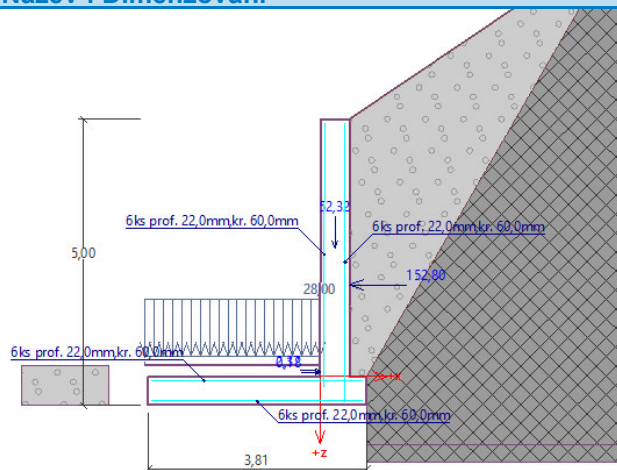 Název : Dimenzování
52,32
6ks prof. 22,0mm,kr. 60,0mm
6ks prof. 22,0mm,kr. 60,0mm
5,00
152,80
28,00
6ks prof. 22,0mm,kr. 60,0mm
+x
6ks prof. 22,0mm,kr. 60,0mm
+z
3,81